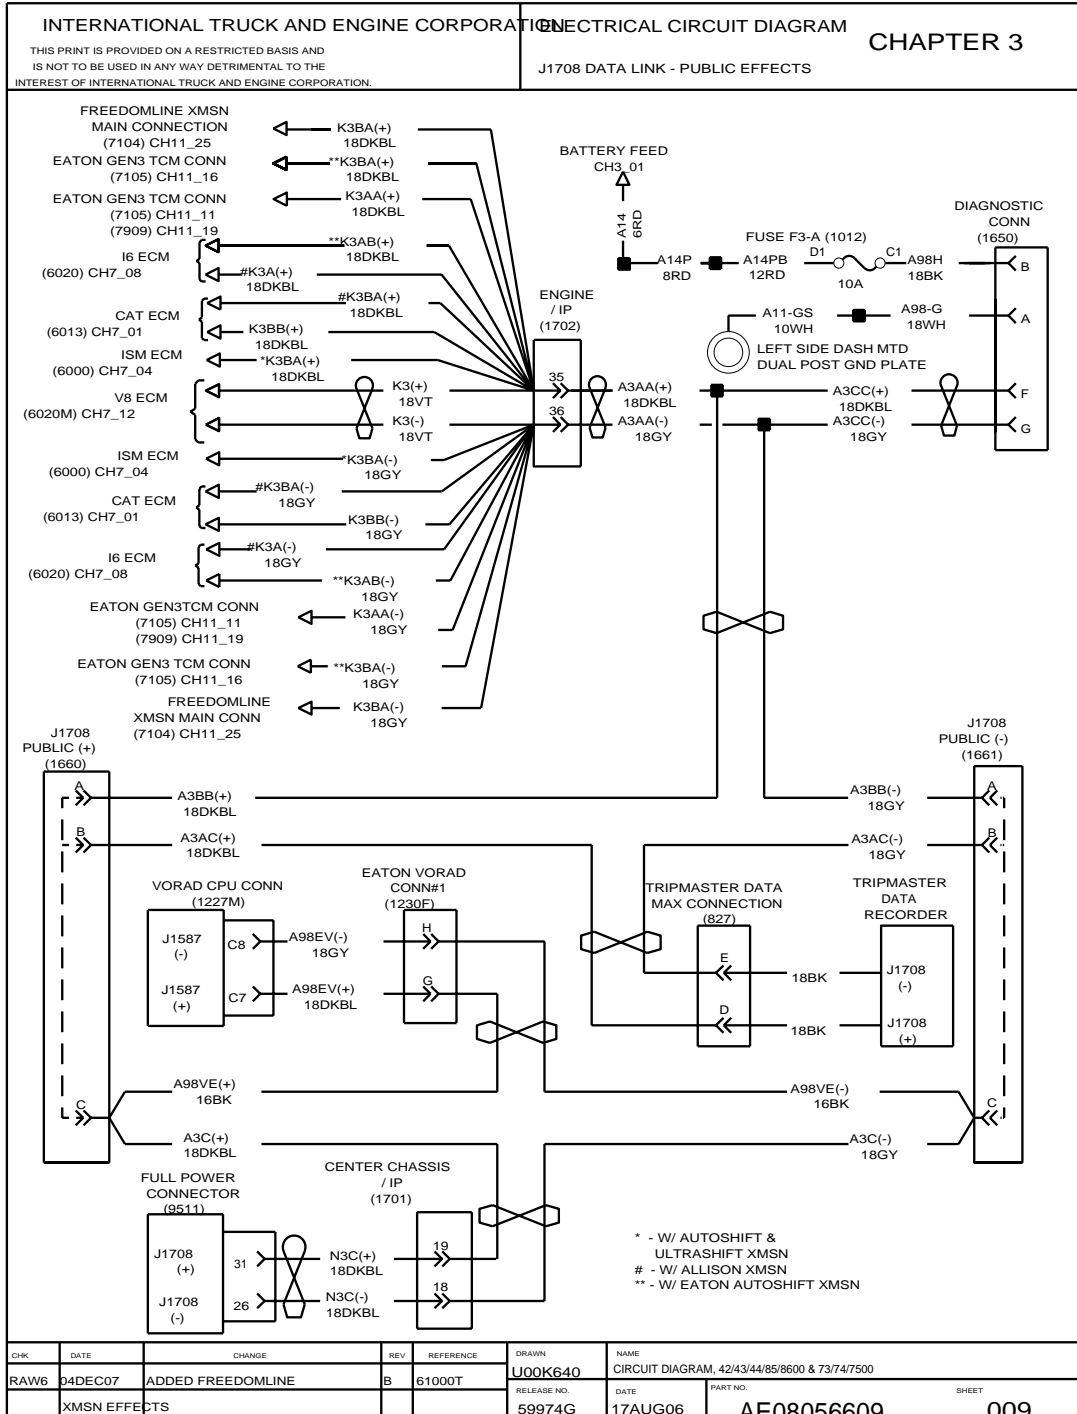 INTERNATIONAL TRUCK AND ENGINE CORPORATION
THIS PRINT IS PROVIDED ON A RESTRICTED BASIS AND
IS NOT TO BE USED IN ANY WAY DETRIMENTAL TO THE
INTEREST OF INTERNATIONAL TRUCK AND ENGINE CORPORATION.
ELECTRICAL CIRCUIT DIAGRAM
CHAPTER 3
J1708 DATA LINK - PUBLIC EFFECTS
FREEDOMLINE XMSN
MAIN CONNECTION
(7104) CH11_25
K3BA(+)
18DKBL
EATON GEN3 TCM CONN
(7105) CH11_16
**K3BA(+)
18DKBL
EATON GEN3 TCM CONN
(7105) CH11_11
(7909) CH11_19
K3AA(+)
18DKBL
I6 ECM
(6020) CH7_08
**K3AB(+)
18DKBL
#K3A(+)
18DKBL
CAT ECM
(6013) CH7_01
#K3BA(+)
18DKBL
K3BB(+)
18DKBL
ISM ECM
(6000) CH7_04
*K3BA(+)
18DKBL
V8 ECM
(6020M) CH7_12
K3(+)
18VT
K3(-)
18VT
ISM ECM
(6000) CH7_04
*K3BA(-)
18GY
CAT ECM
(6013) CH7_01
#K3BA(-)
18GY
K3BB(-)
18GY
I6 ECM
(6020) CH7_08
#K3A(-)
18GY
**K3AB(-)
18GY
EATON GEN3TCM CONN
(7105) CH11_11
(7909) CH11_19
K3AA(-)
18GY
EATON GEN3 TCM CONN
(7105) CH11_16
**K3BA(-)
18GY
FREEDOMLINE
XMSN MAIN CONN
(7104) CH11_25
K3BA(-)
18GY
ENGINE
/ IP
(1702)
35
36
BATTERY FEED
CH3_01
A14
6RD
A14P
8RD
A14PB
12RD
FUSE F3-A (1012)
D1
C1
10A
A98H
18BK
DIAGNOSTIC
CONN
(1650)
B
A
F
G
A11-GS
10WH
A98-G
18WH
LEFT SIDE DASH MTD
DUAL POST GND PLATE
A3AA(+)
18DKBL
A3AA(-)
18GY
A3CC(+)
18DKBL
A3CC(-)
18GY
J1708
PUBLIC (+)
(1660)
A
B
C
A3BB(+)
18DKBL
A3AC(+)
18DKBL
J1708
PUBLIC (-)
(1661)
A
B
C
A3BB(-)
18GY
A3AC(-)
18GY
VORAD CPU CONN
(1227M)
J1587
(-)
J1587
(+)
C8
C7
A98EV(-)
18GY
A98EV(+)
18DKBL
EATON VORAD
CONN#1
(1230F)
H
G
TRIPMASTER DATA
MAX CONNECTION
(827)
E
D
18BK
18BK
TRIPMASTER
DATA
RECORDER
J1708
(-)
J1708
(+)
A98VE(+)
16BK
A98VE(-)
16BK
A3C(+)
18DKBL
A3C(-)
18GY
FULL POWER
CONNECTOR
(9511)
J1708
(+)
J1708
(-)
31
26
N3C(+)
18DKBL
N3C(-)
18DKBL
CENTER CHASSIS
/ IP
(1701)
19
18
* - W/ AUTOSHIFT &
ULTRASHIFT XMSN
# - W/ ALLISON XMSN
** - W/ EATON AUTOSHIFT XMSN
CHK DATE CHANGE REV REFERENCE
RAW6 04DEC07 ADDED FREEDOMLINE B 61000T
XMSN EFFECTS
DRAWN
U00K640
NAME
CIRCUIT DIAGRAM, 42/43/44/85/8600 & 73/74/7500
RELEASE NO.
59974G
DATE
17AUG06
PART NO.
AE08056609
SHEET
009